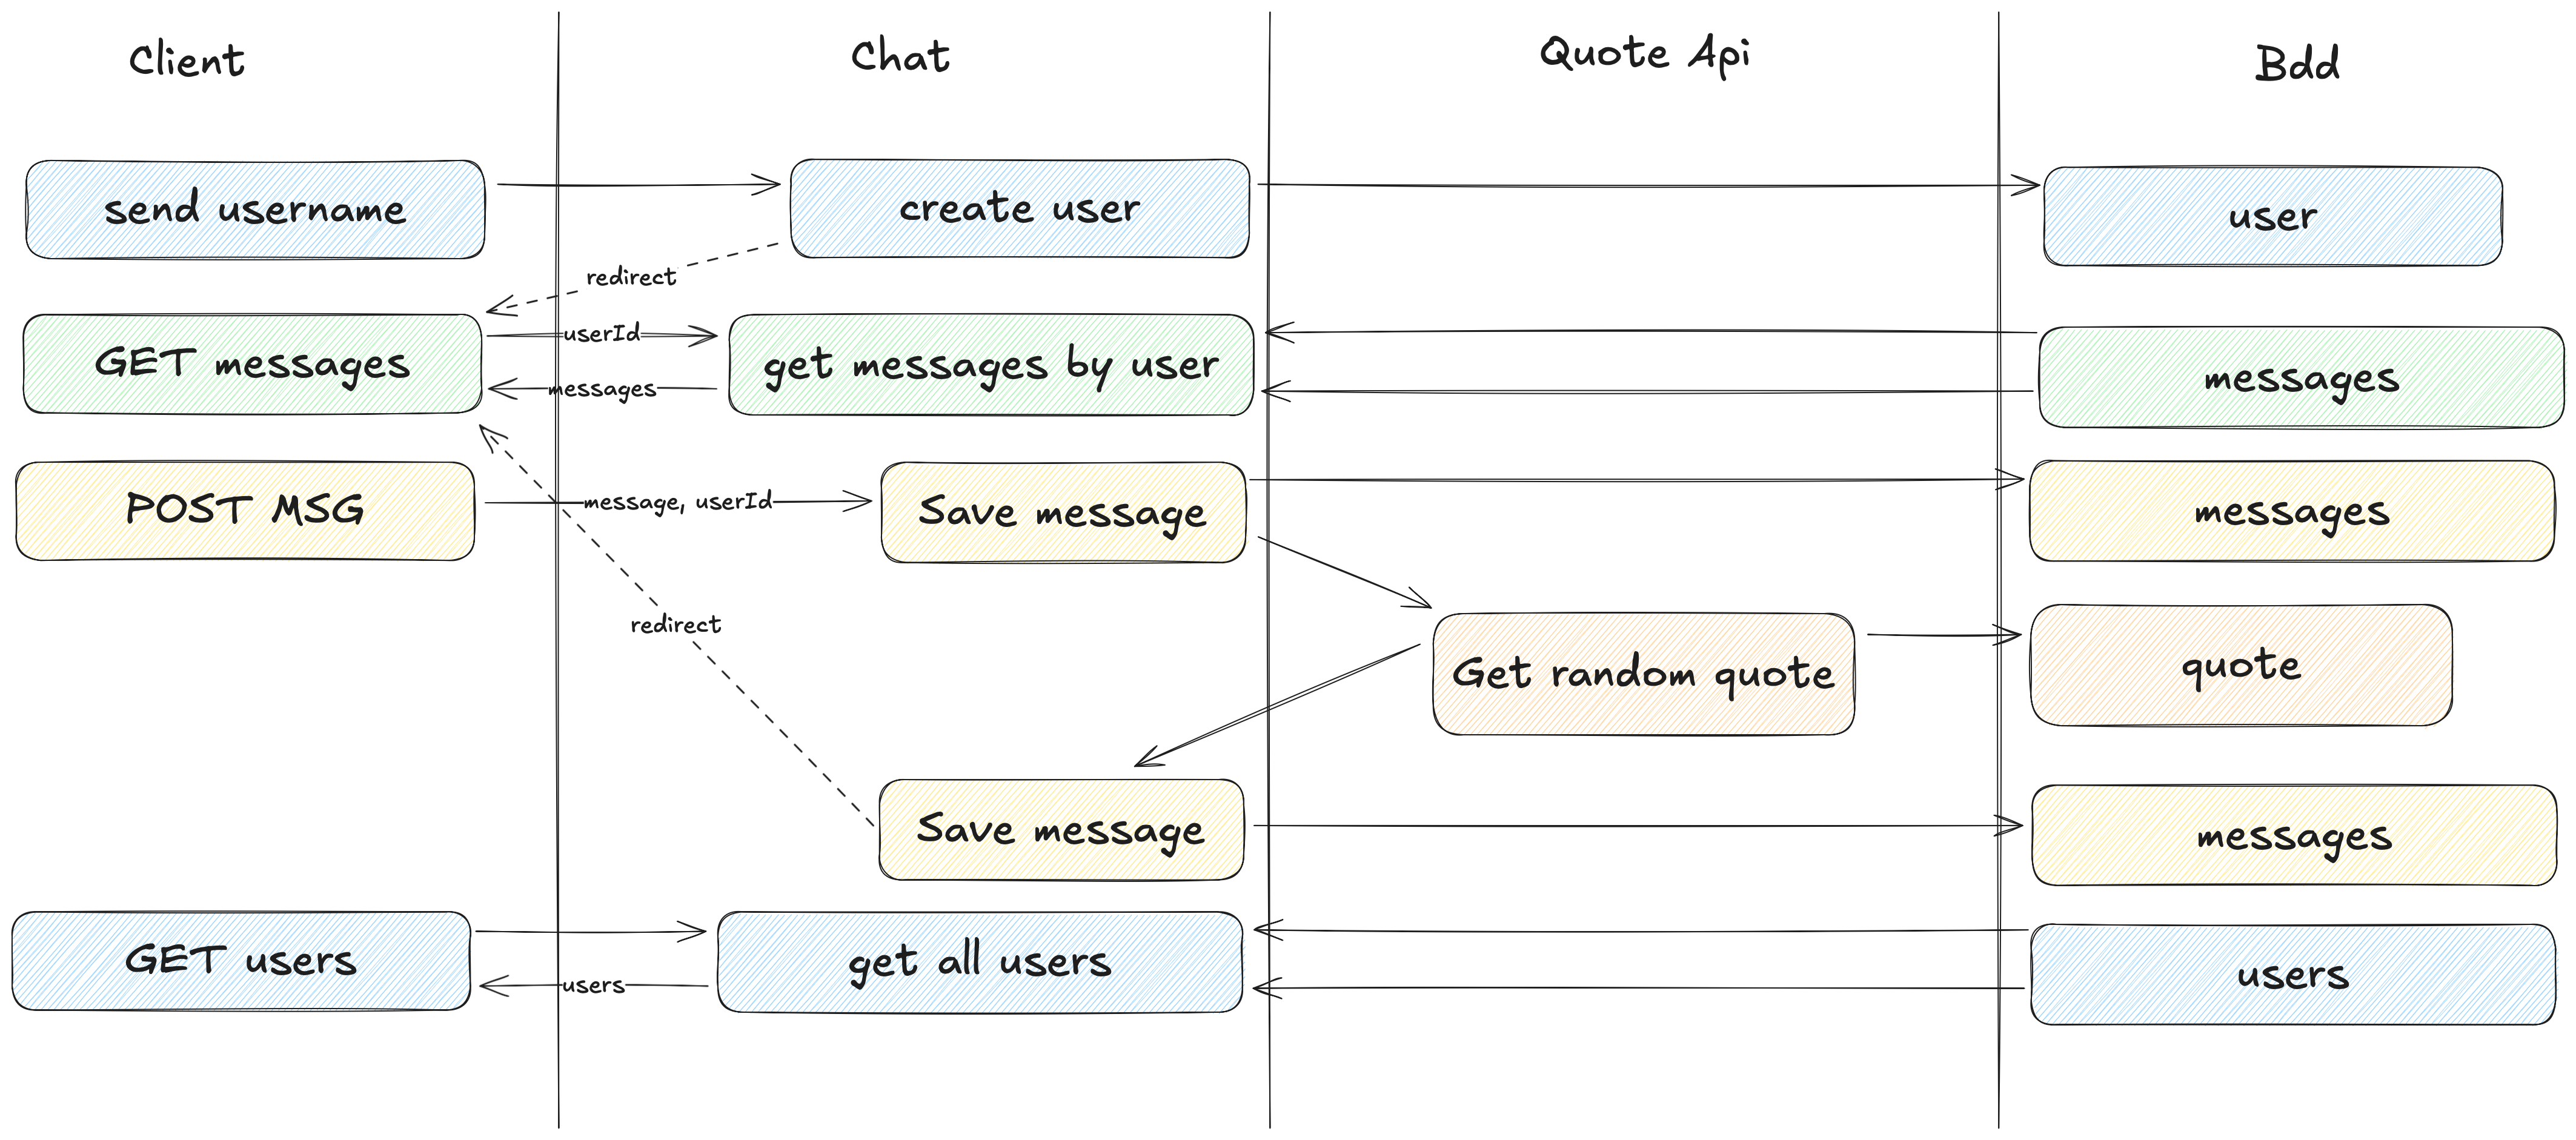 Client
Chat
Quote Api
Bdd
send username
create user
user
redirect
GET messages
userId
messages
get messages by user
messages
POST MSG
message, userId
Save message
messages
redirect
Get random quote
quote
Save message
messages
GET users
users
get all users
users